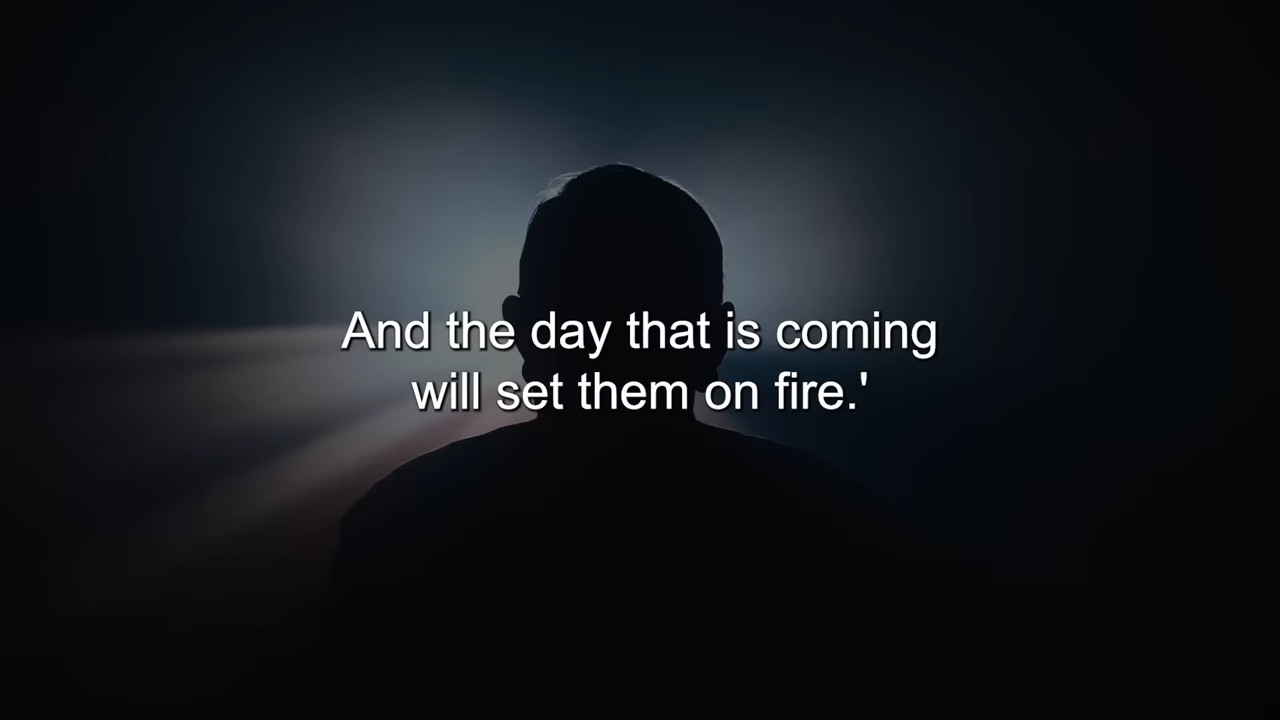 And the day that is coming
will set them on fire.'